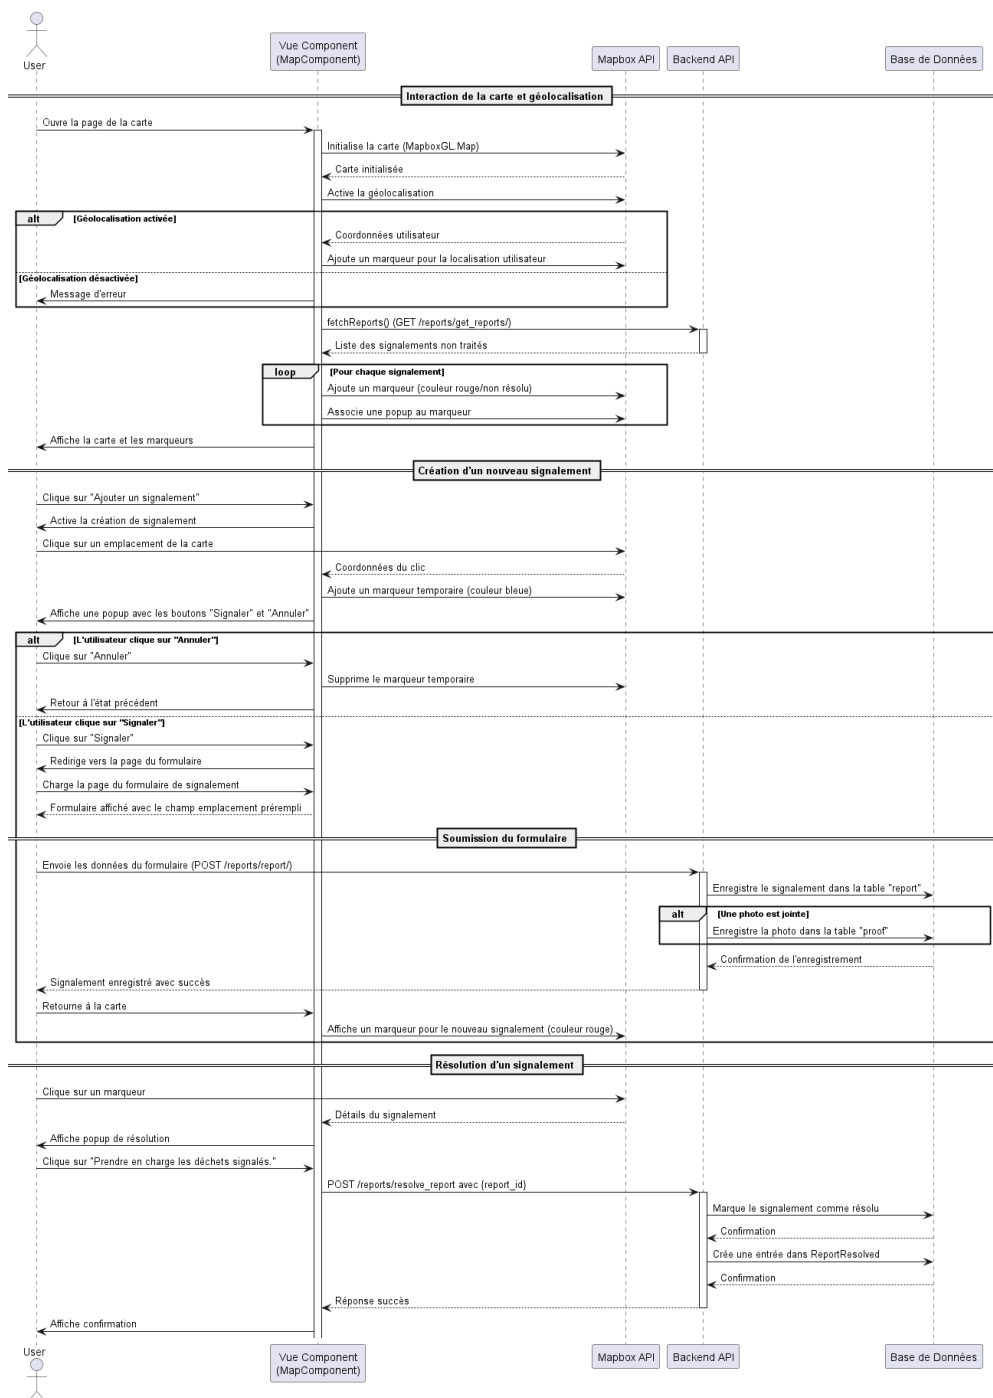 User
Vue Component
(MapComponent)
Mapbox API
Backend API
Base de Données
Interaction de la carte et géolocalisation
Ouvre la page de la carte
Initialise la carte (MapboxGL.Map)
Carte initialisée
Active la géolocalisation
alt
[Géolocalisation activée]
Coordonnées utilisateur
Ajoute un marqueur pour la localisation utilisateur
[Géolocalisation désactivée]
Message d'erreur
fetchReports() (GET /reports/get_reports/)
Liste des signalements non traités
loop
[Pour chaque signalement]
Ajoute un marqueur (couleur rouge/non résolu)
Associe une popup au marqueur
Affiche la carte et les marqueurs
Création d'un nouveau signalement
Clique sur "Ajouter un signalement"
Active la création de signalement
Clique sur un emplacement de la carte
Coordonnées du clic
Ajoute un marqueur temporaire (couleur bleue)
Affiche une popup avec les boutons "Signaler" et "Annuler"
alt
[L'utilisateur clique sur "Annuler"]
Clique sur "Annuler"
Supprime le marqueur temporaire
Retour à l'état précédent
[L'utilisateur clique sur "Signaler"]
Clique sur "Signaler"
Redirige vers la page du formulaire
Charge la page du formulaire de signalement
Formulaire affiché avec le champ emplacement prérempli
Soumission du formulaire
Envoie les données du formulaire (POST /reports/report/)
Enregistre le signalement dans la table "report"
alt
[Une photo est jointe]
Enregistre la photo dans la table "proof"
Confirmation de l'enregistrement
Signalement enregistré avec succès
Retourne à la carte
Affiche un marqueur pour le nouveau signalement (couleur rouge)
Résolution d'un signalement
Clique sur un marqueur
Détails du signalement
Affiche popup de résolution
Clique sur "Prendre en charge les déchets signalés."
POST /reports/resolve_report avec {report_id}
Marque le signalement comme résolu
Confirmation
Crée une entrée dans ReportResolved
Confirmation
Réponse succès
Affiche confirmation
User
Vue Component
(MapComponent)
Mapbox API
Backend API
Base de Données